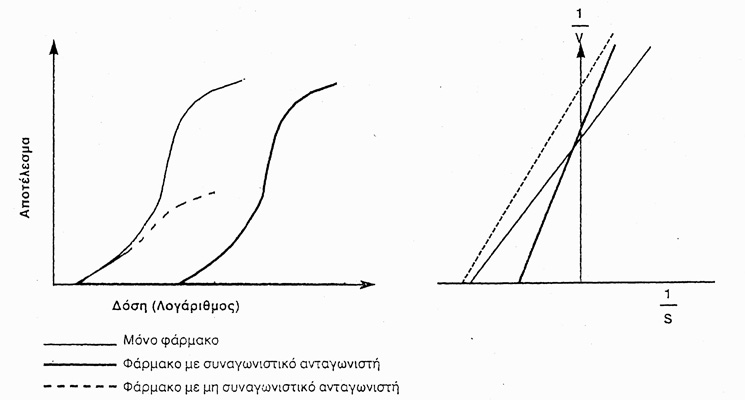 Αποτέλεσμα
Δόση (Λογάριθμος)
1
V
1
S
Μόνο φάρμακο
Φάρμακο με συναγωνιστικό ανταγωνιστή
Φάρμακο με μη συναγωνιστικό ανταγωνιστή